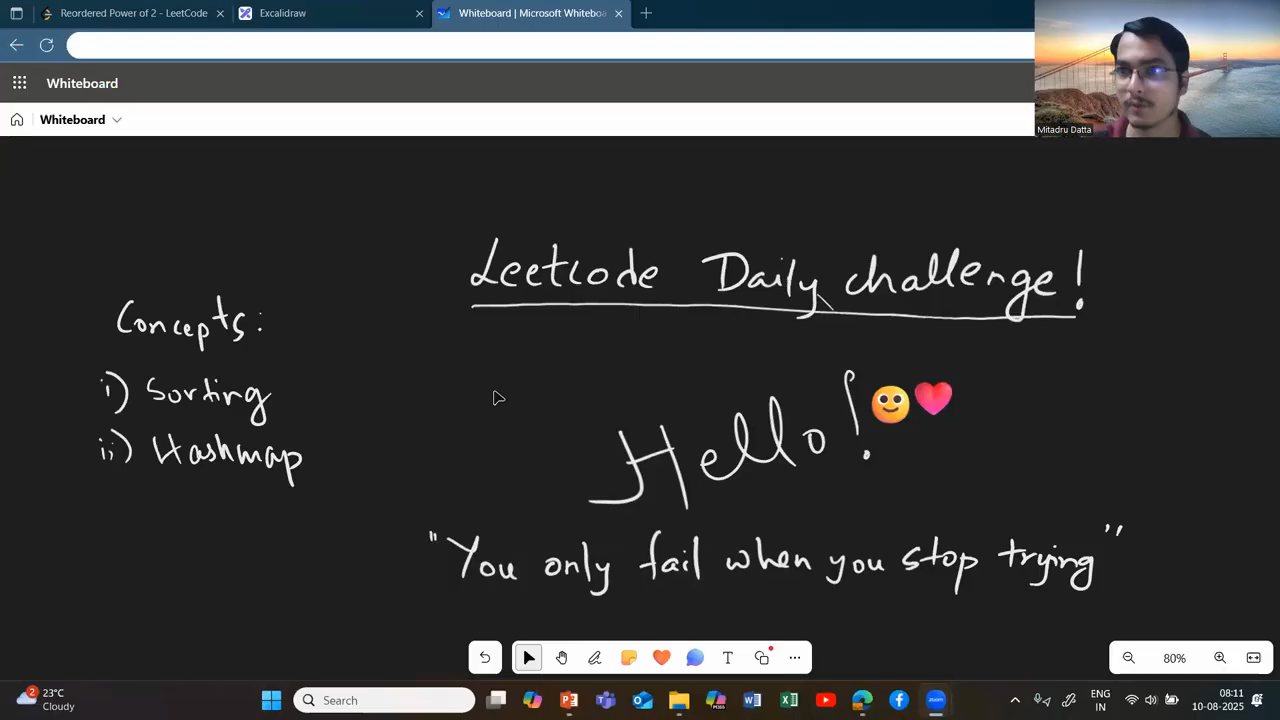 Reordered Power of 2 - LeetCode
Excalidraw
Whiteboard | Microsoft Whiteboa
Whiteboard
Whiteboard
Mitadru Datta
Leetcode Daily challenge!
Concepts:
i) Sorting
ii) Hashmap
Hello!
"You only fail when you stop trying"
80%
2
23°C
Cloudy
Search
ENG
IN
08:11
10-08-2025